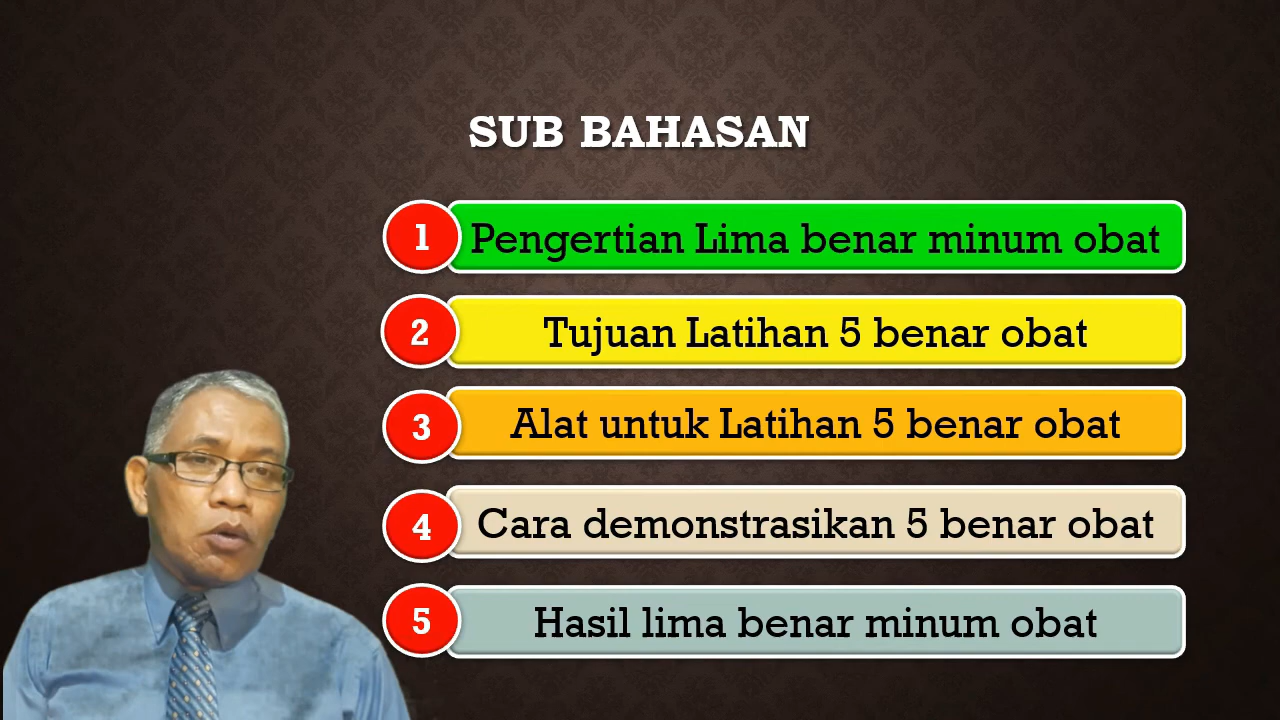 SUB BAHASAN
1 Pengertian Lima benar minum obat
2 Tujuan Latihan 5 benar obat
3 Alat untuk Latihan 5 benar obat
4 Cara demonstrasikan 5 benar obat
5 Hasil lima benar minum obat